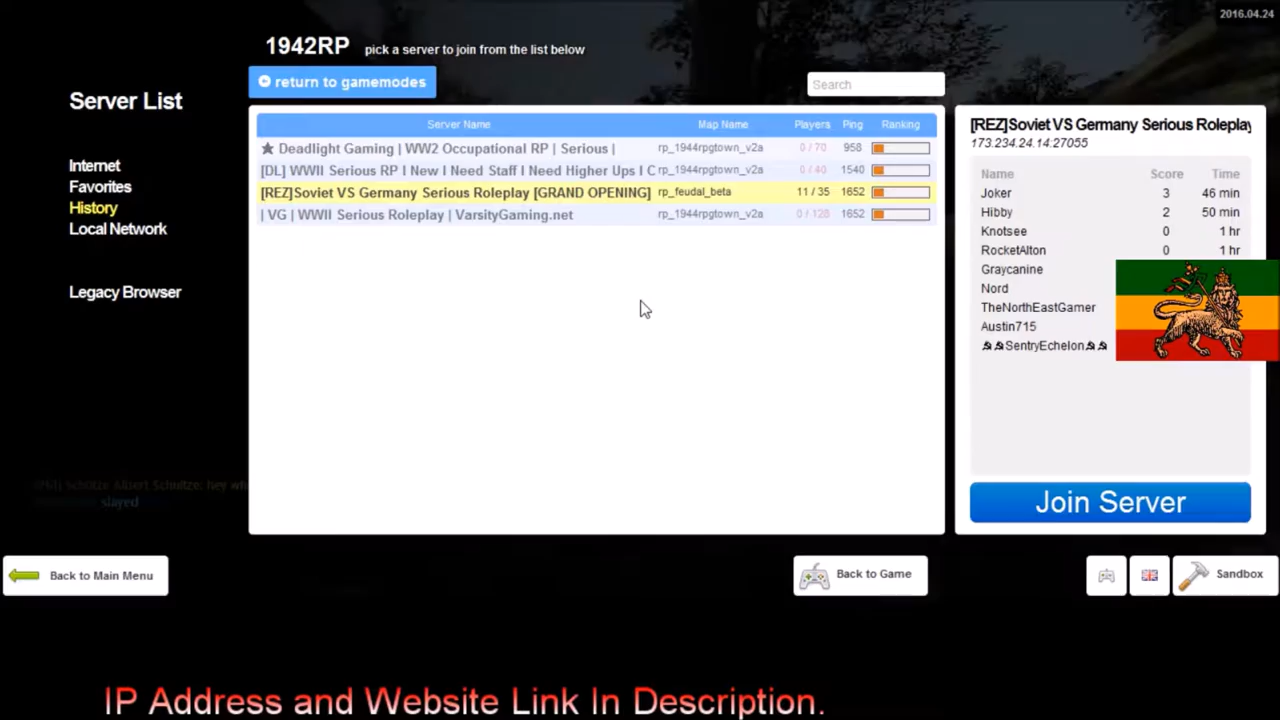 2016.04.24
1942RP pick a server to join from the list below
return to gamemodes
Search
Server List
Internet
Favorites
History
Local Network
Legacy Browser
Server Name Map Name Players Ping Ranking
Deadlight Gaming | WW2 Occupational RP | Serious | rp_1944rpgtown_v2a 0 / 70 958
[DL] WWII Serious RP I New I Need Staff I Need Higher Ups I C rp_1944rpgtown_v2a 0 / 40 1540
[REZ]Soviet VS Germany Serious Roleplay [GRAND OPENING] rp_feudal_beta 11 / 35 1652
| VG | WWII Serious Roleplay | VarsityGaming.net rp_1944rpgtown_v2a 0 / 128 1652
[REZ]Soviet VS Germany Serious Roleplay
173.234.24.14:27055
Name Score Time
Joker 3 46 min
Hibby 2 50 min
Knotsee 0 1 hr
RocketAlton 0 1 hr
Graycanine
Nord
TheNorthEastGamer
Austin715
☭☭SentryEchelon☭☭
Join Server
Schultze Albert Schultze: hey
slayed
Back to Main Menu
Back to Game
Sandbox
IP Address and Website Link In Description.